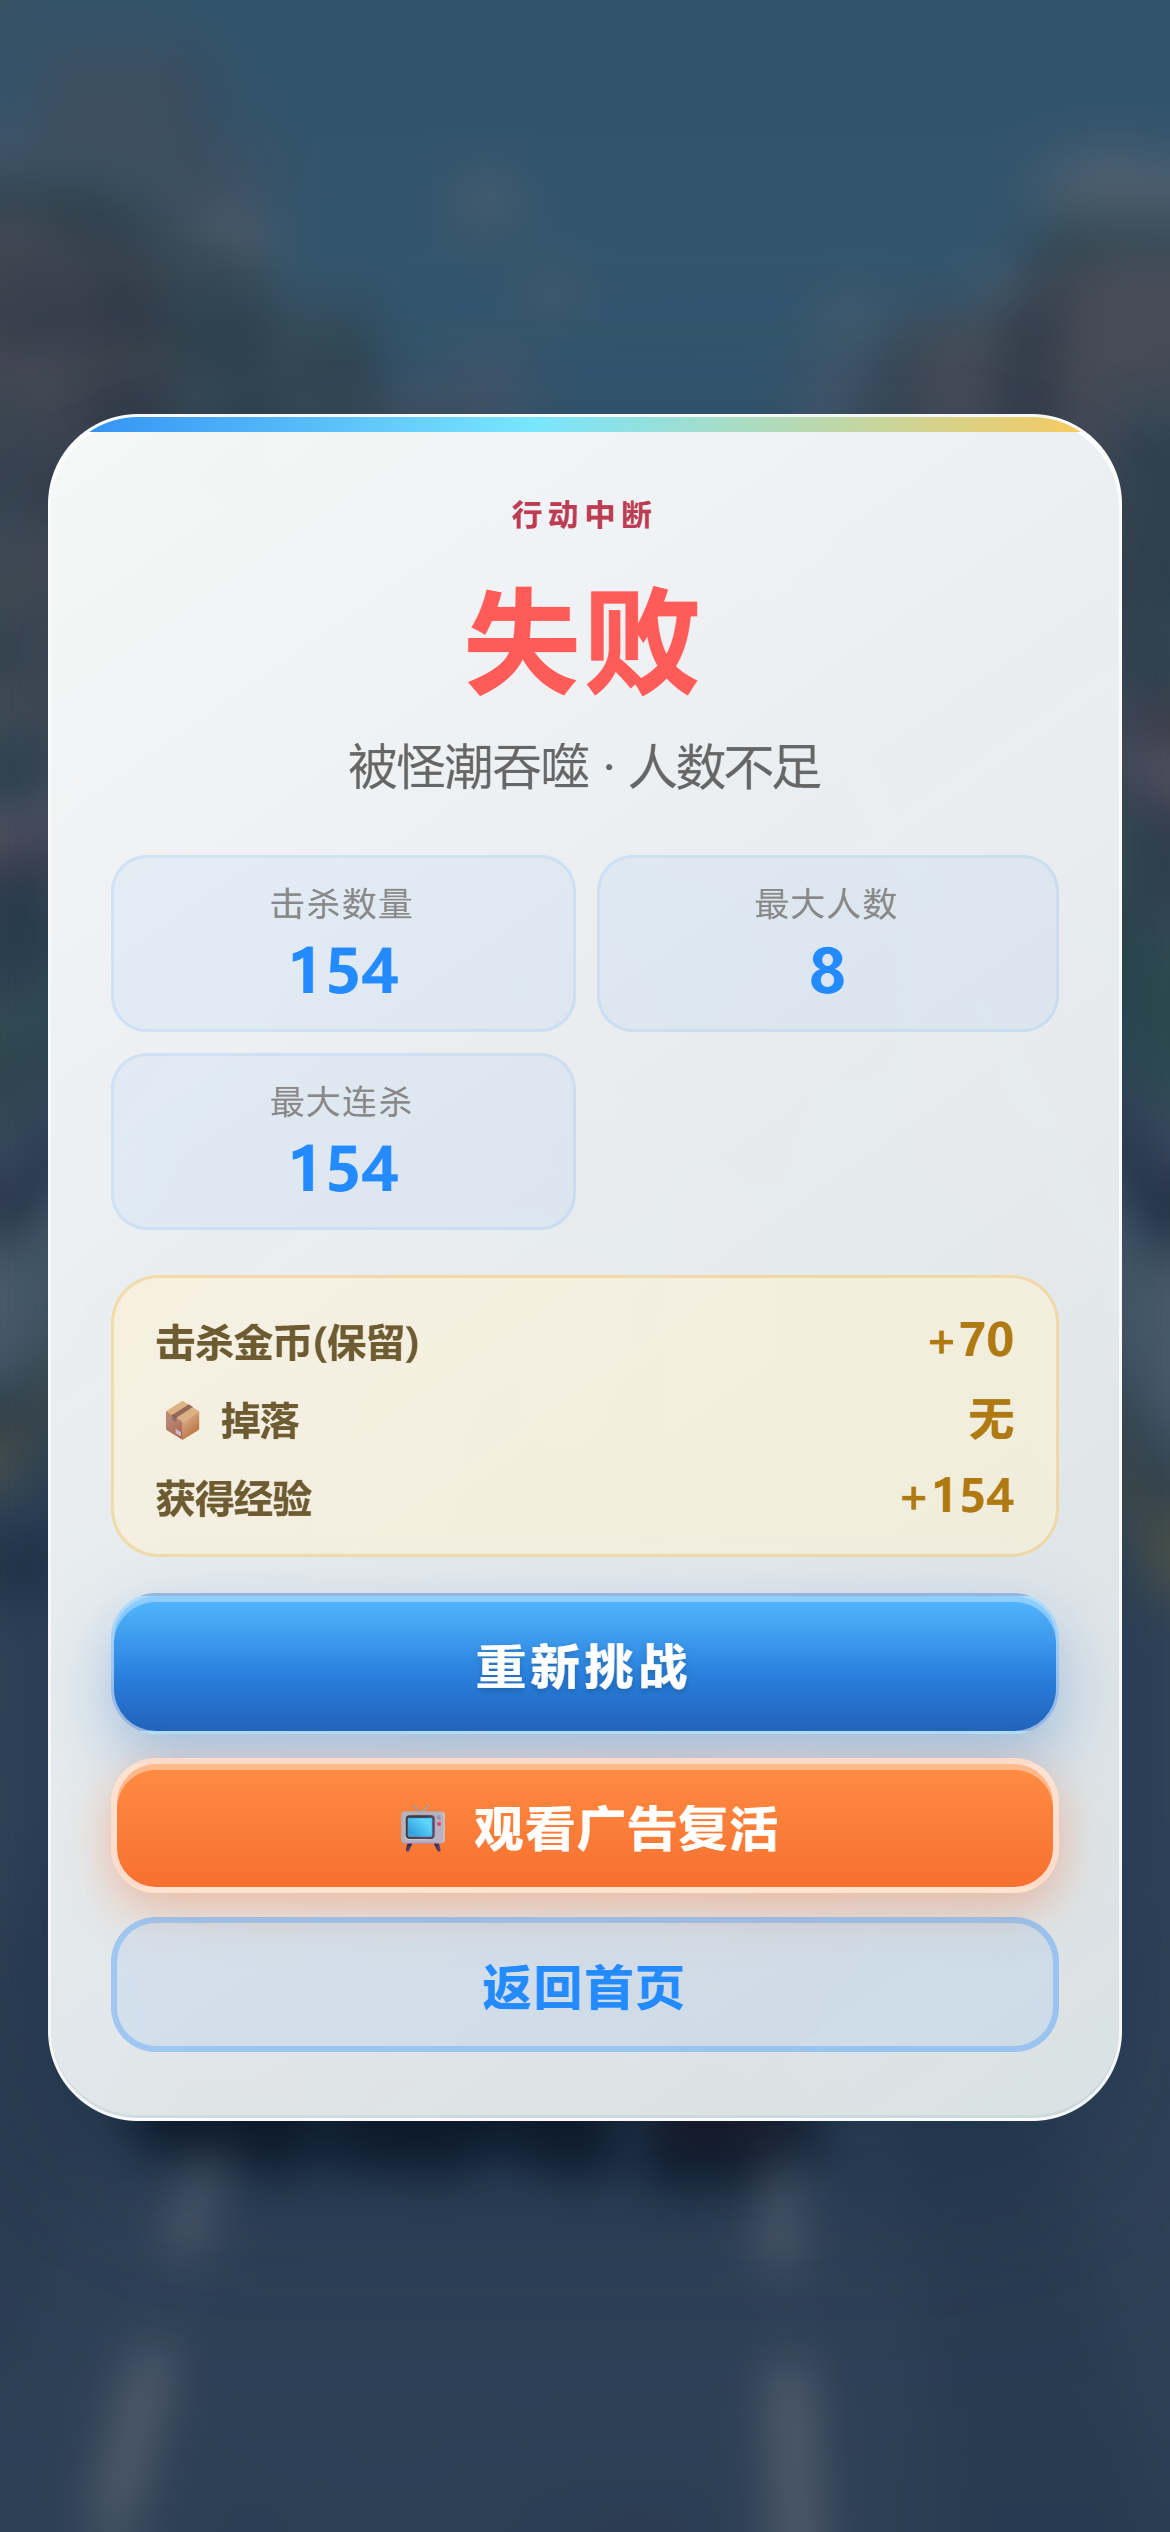 行动中断
失败
被怪潮吞噬 · 人数不足
击杀数量
154
最大人数
8
最大连杀
154
击杀金币(保留) +70
掉落 无
获得经验 +154
重新挑战
观看广告复活
返回首页